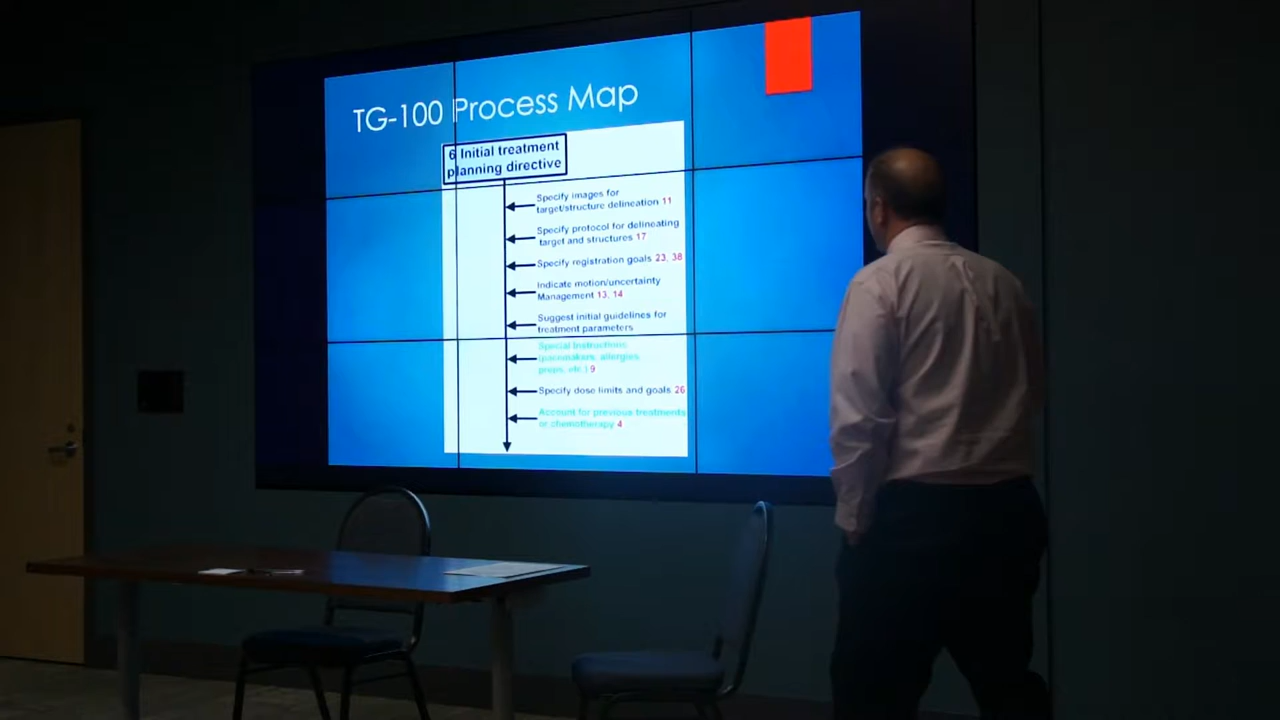 TG-100 Process Map
6 Initial treatment
planning directive
Specify images for
target/structure delineation 11
Specify protocol for delineating
target and structures 17
Specify registration goals 23, 38
Indicate motion/uncertainty
Management 13, 14
Suggest initial guidelines for
treatment parameters
Special Instructions
(pacemakers, allergies
preps, etc.) 9
Specify dose limits and goals 26
Account for previous treatments
or chemotherapy 4